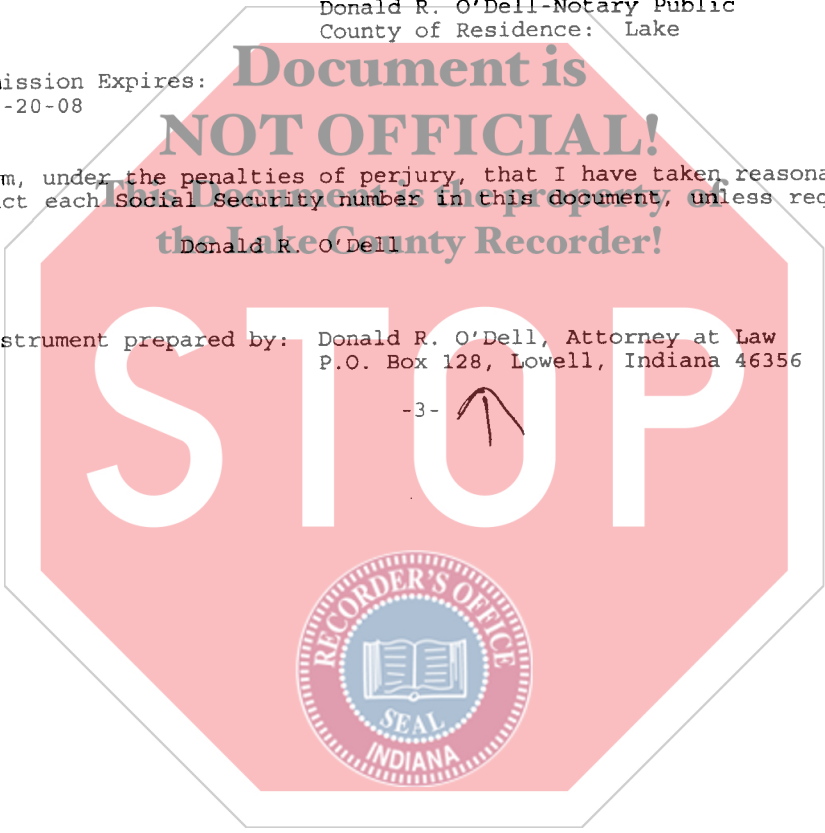 Donald R. O'Dell-Notary Public
County of Residence: Lake
ission Expires:
-20-08
Document is
NOT OFFICIAL!
m, under the penalties of perjury, that I have taken reasona
ct each Social Security number in this document, unless req
This Document is the property of
the Lake County Recorder!
Donald R. O'Dell
strument prepared by: Donald R. O'Dell, Attorney at Law
P.O. Box 128, Lowell, Indiana 46356
-3-
STOP
RECORDER'S OFFICE
SEAL
INDIANA